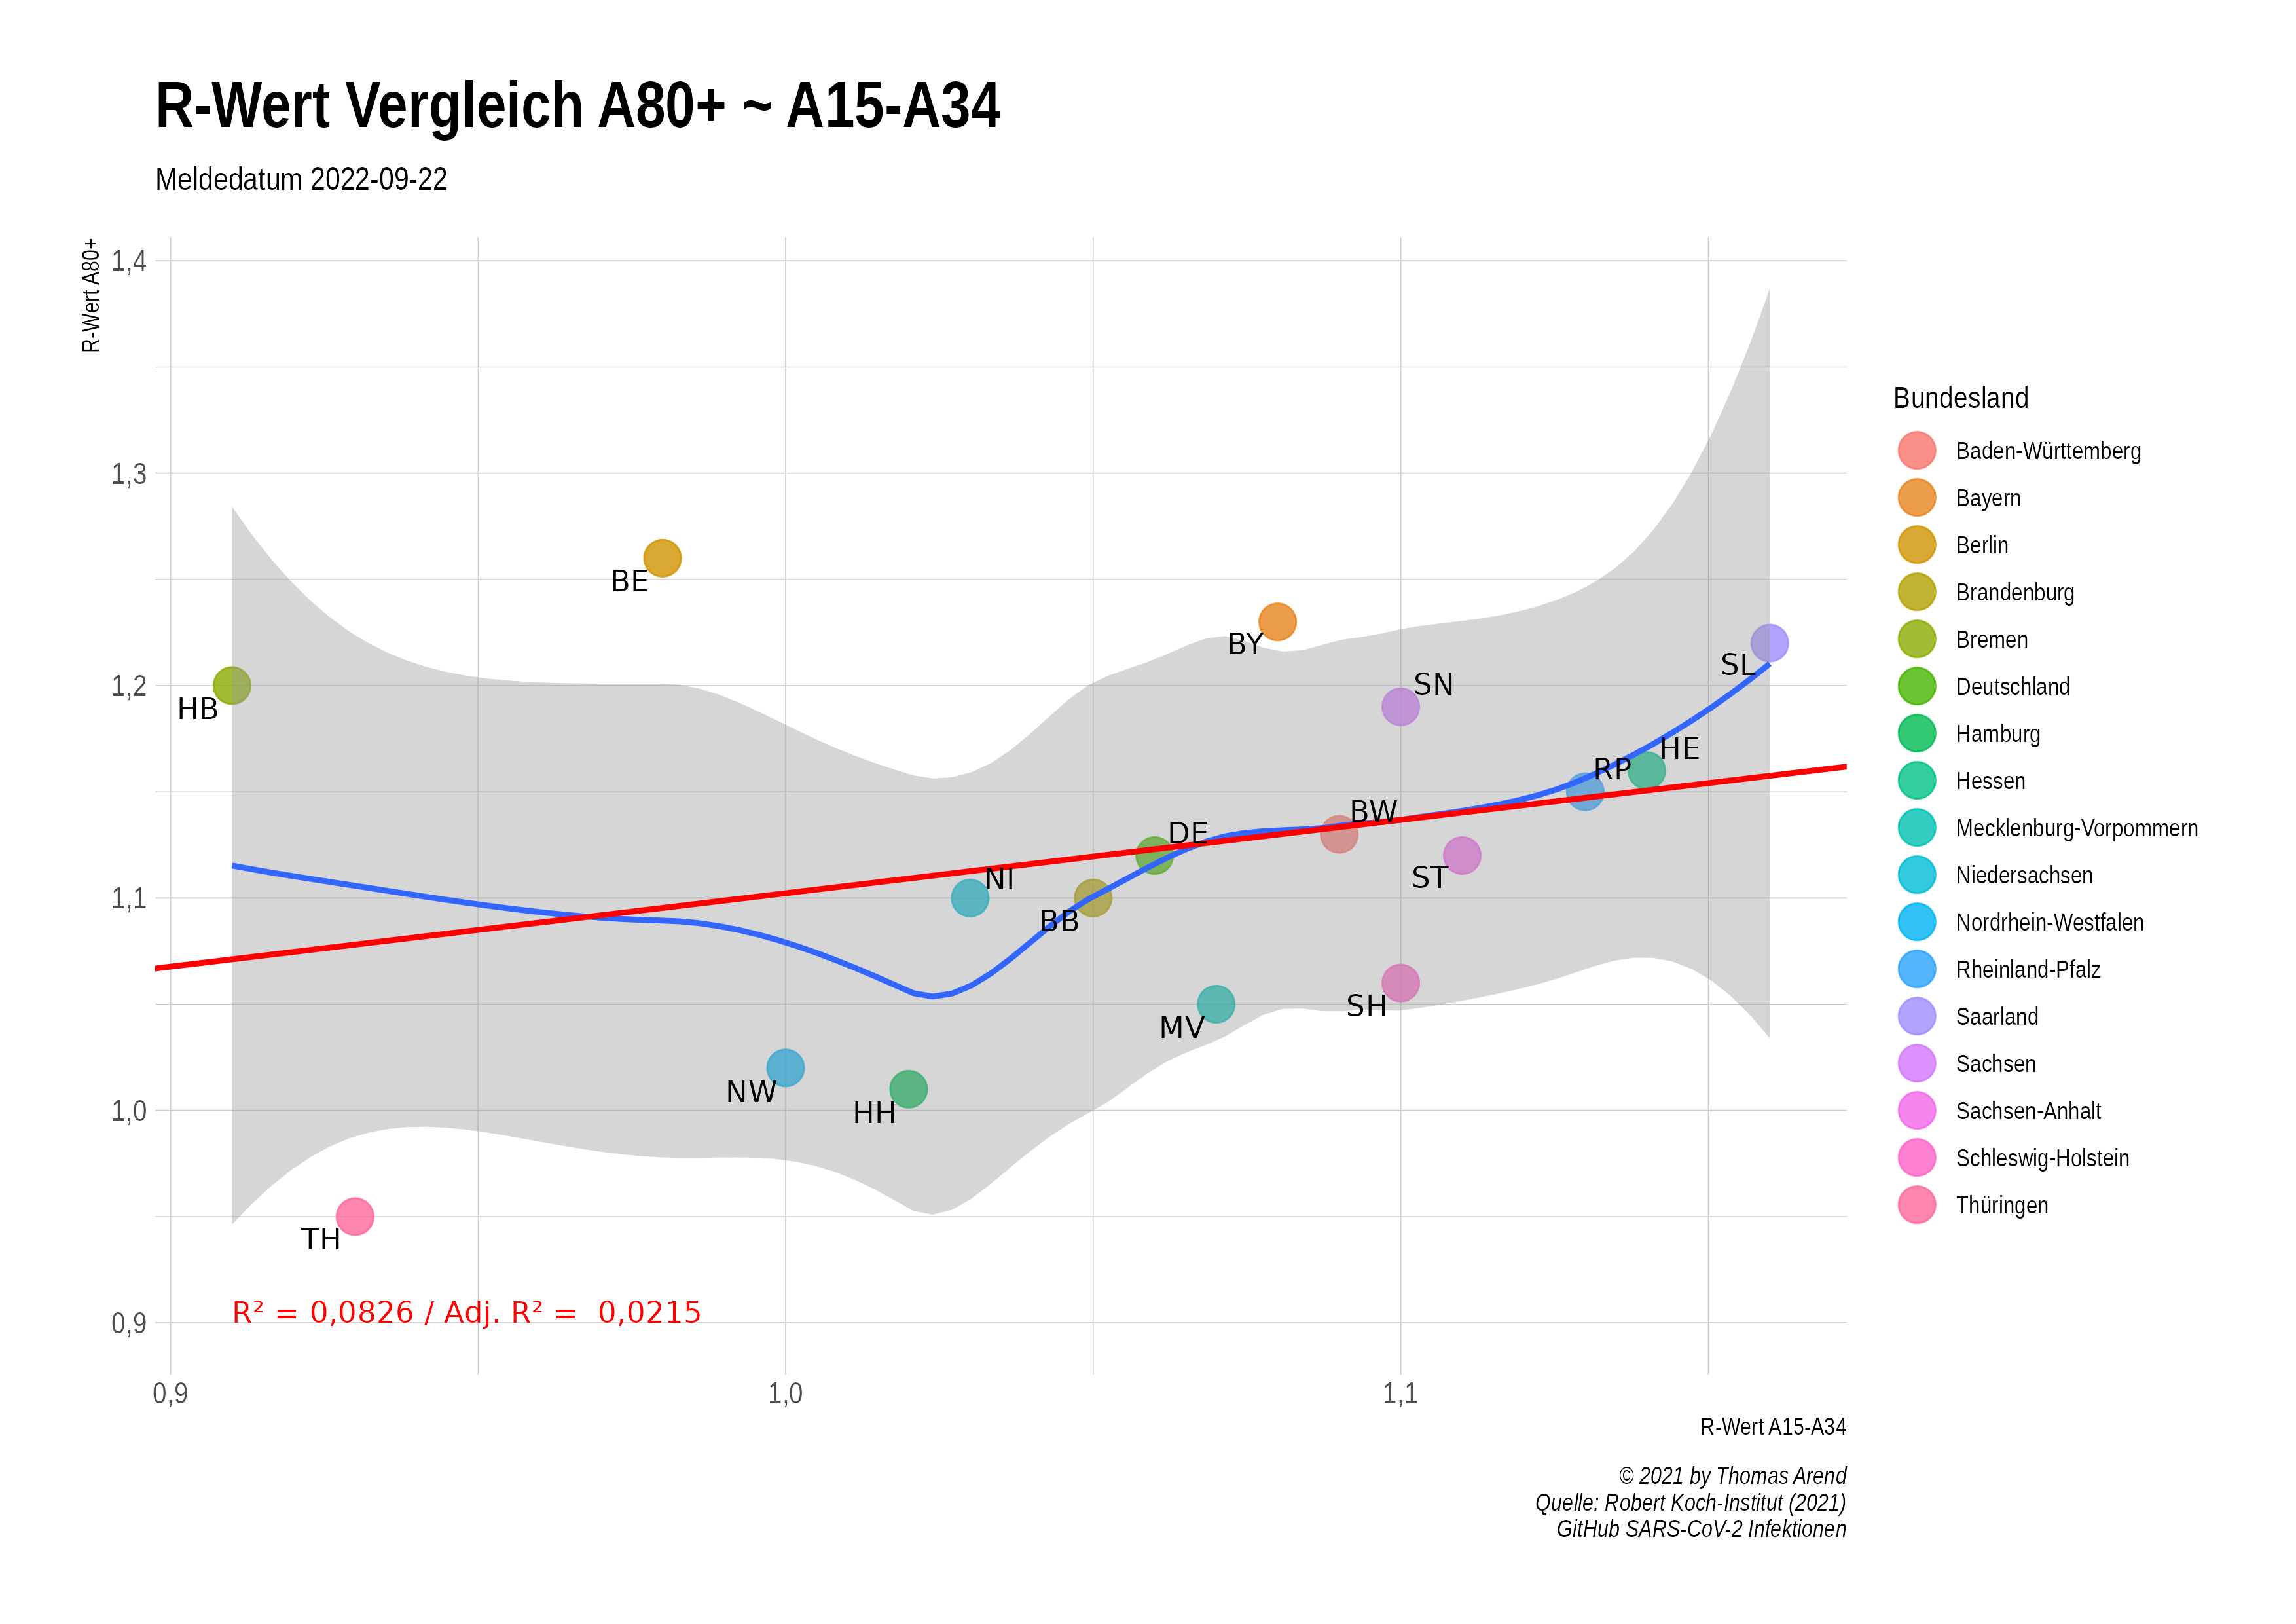 R-Wert Vergleich A80+ ~ A15-A34
Meldedatum 2022-09-22
R-Wert A80+
1,4
1,3
1,2
1,1
1,0
0,9
BE
BY
SL
SN
HB
HE
RP
BW
DE
ST
NI
BB
SH
MV
NW
HH
TH
R² = 0,0826 / Adj. R² =  0,0215
0,9
1,0
1,1
R-Wert A15-A34
Bundesland
Baden-Württemberg
Bayern
Berlin
Brandenburg
Bremen
Deutschland
Hamburg
Hessen
Mecklenburg-Vorpommern
Niedersachsen
Nordrhein-Westfalen
Rheinland-Pfalz
Saarland
Sachsen
Sachsen-Anhalt
Schleswig-Holstein
Thüringen
© 2021 by Thomas Arend
Quelle: Robert Koch-Institut (2021)
GitHub SARS-CoV-2 Infektionen